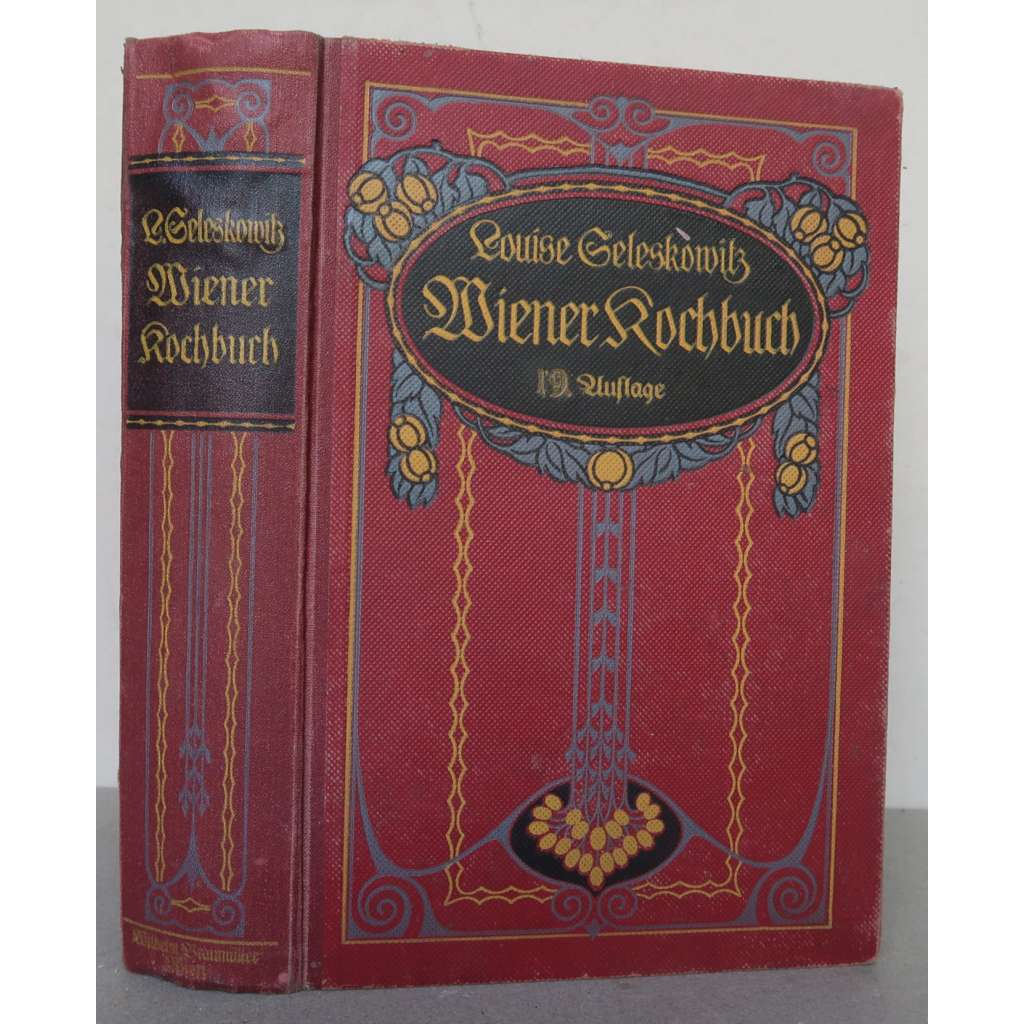 L. Seleskowitz
Wiener
Kochbuch
Wilhelm Braumüller
Wien
Louise Seleskowitz
Wiener Kochbuch
19. Auflage